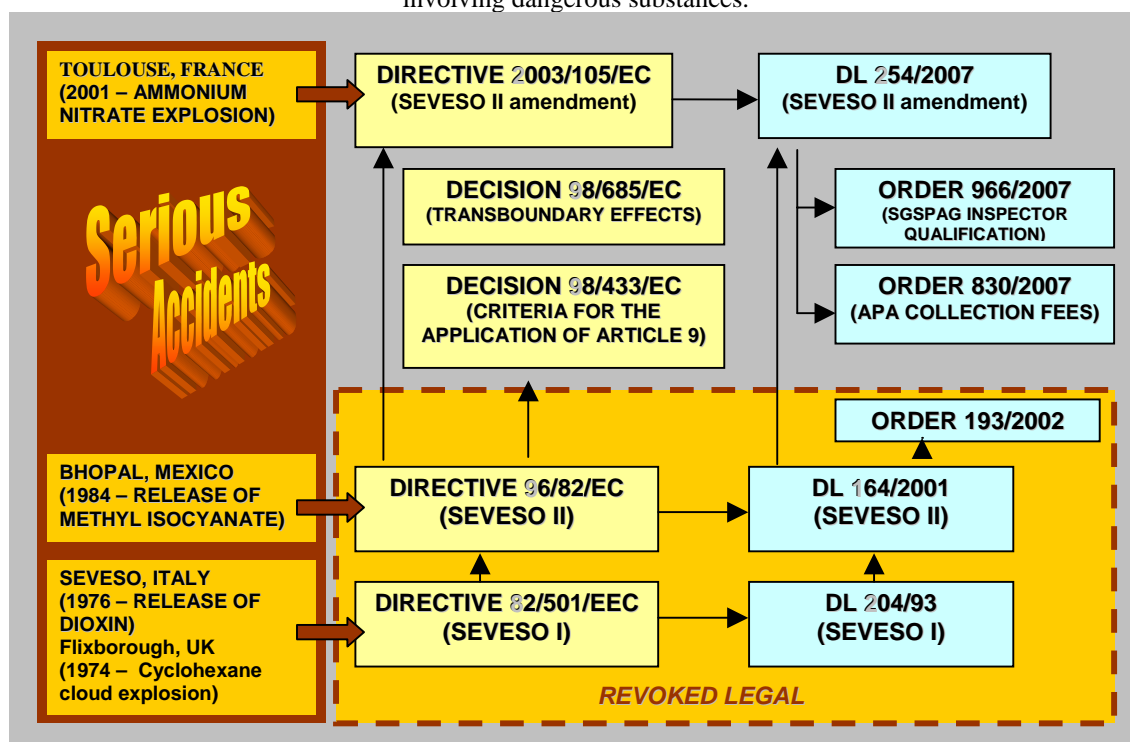 involving dangerous substances.
TOULOUSE, FRANCE
(2001 – AMMONIUM
NITRATE EXPLOSION)
DIRECTIVE 2003/105/EC
(SEVESO II amendment)
DL 254/2007
(SEVESO II amendment)
Serious
Accidents
DECISION 98/685/EC
(TRANSBOUNDARY EFFECTS)
ORDER 966/2007
(SGSPAG INSPECTOR
QUALIFICATION)
DECISION 98/433/EC
(CRITERIA FOR THE
APPLICATION OF ARTICLE 9)
ORDER 830/2007
(APA COLLECTION FEES)
ORDER 193/2002
BHOPAL, MEXICO
(1984 – RELEASE OF
METHYL ISOCYANATE)
DIRECTIVE 96/82/EC
(SEVESO II)
DL 164/2001
(SEVESO II)
SEVESO, ITALY
(1976 – RELEASE OF
DIOXIN)
Flixborough, UK
(1974 – Cyclohexane
cloud explosion)
DIRECTIVE 82/501/EEC
(SEVESO I)
DL 204/93
(SEVESO I)
REVOKED LEGAL